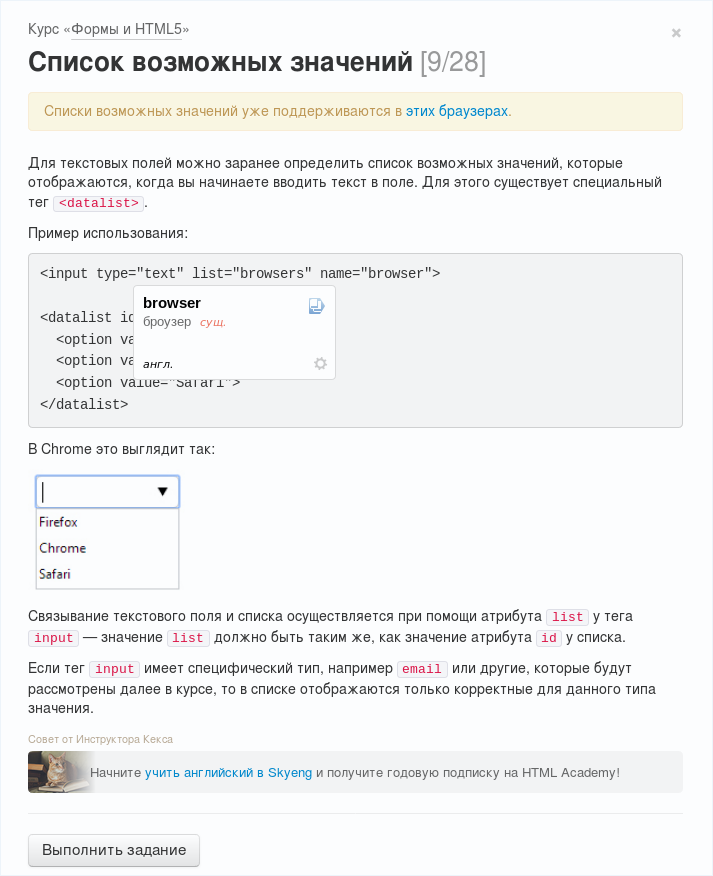 Курс «Формы и HTML5»
×
Список возможных значений [9/28]
Списки возможных значений уже поддерживаются в этих браузерах.
Для текстовых полей можно заранее определить список возможных значений, которые
отображаются, когда вы начинаете вводить текст в поле. Для этого существует специальный
тег <datalist>.
Пример использования:
<input type="text" list="browsers" name="browser">
<datalist id
<option va
<option va
<option value="Safari">
</datalist>
browser
броузер сущ.
англ.
В Chrome это выглядит так:
Firefox
Chrome
Safari
Связывание текстового поля и списка осуществляется при помощи атрибута list у тега
input — значение list должно быть таким же, как значение атрибута id у списка.
Если тег input имеет специфический тип, например email или другие, которые будут
рассмотрены далее в курсе, то в списке отображаются только корректные для данного типа
значения.
Совет от Инструктора Кекса
Начните учить английский в Skyeng и получите годовую подписку на HTML Academy!
Выполнить задание